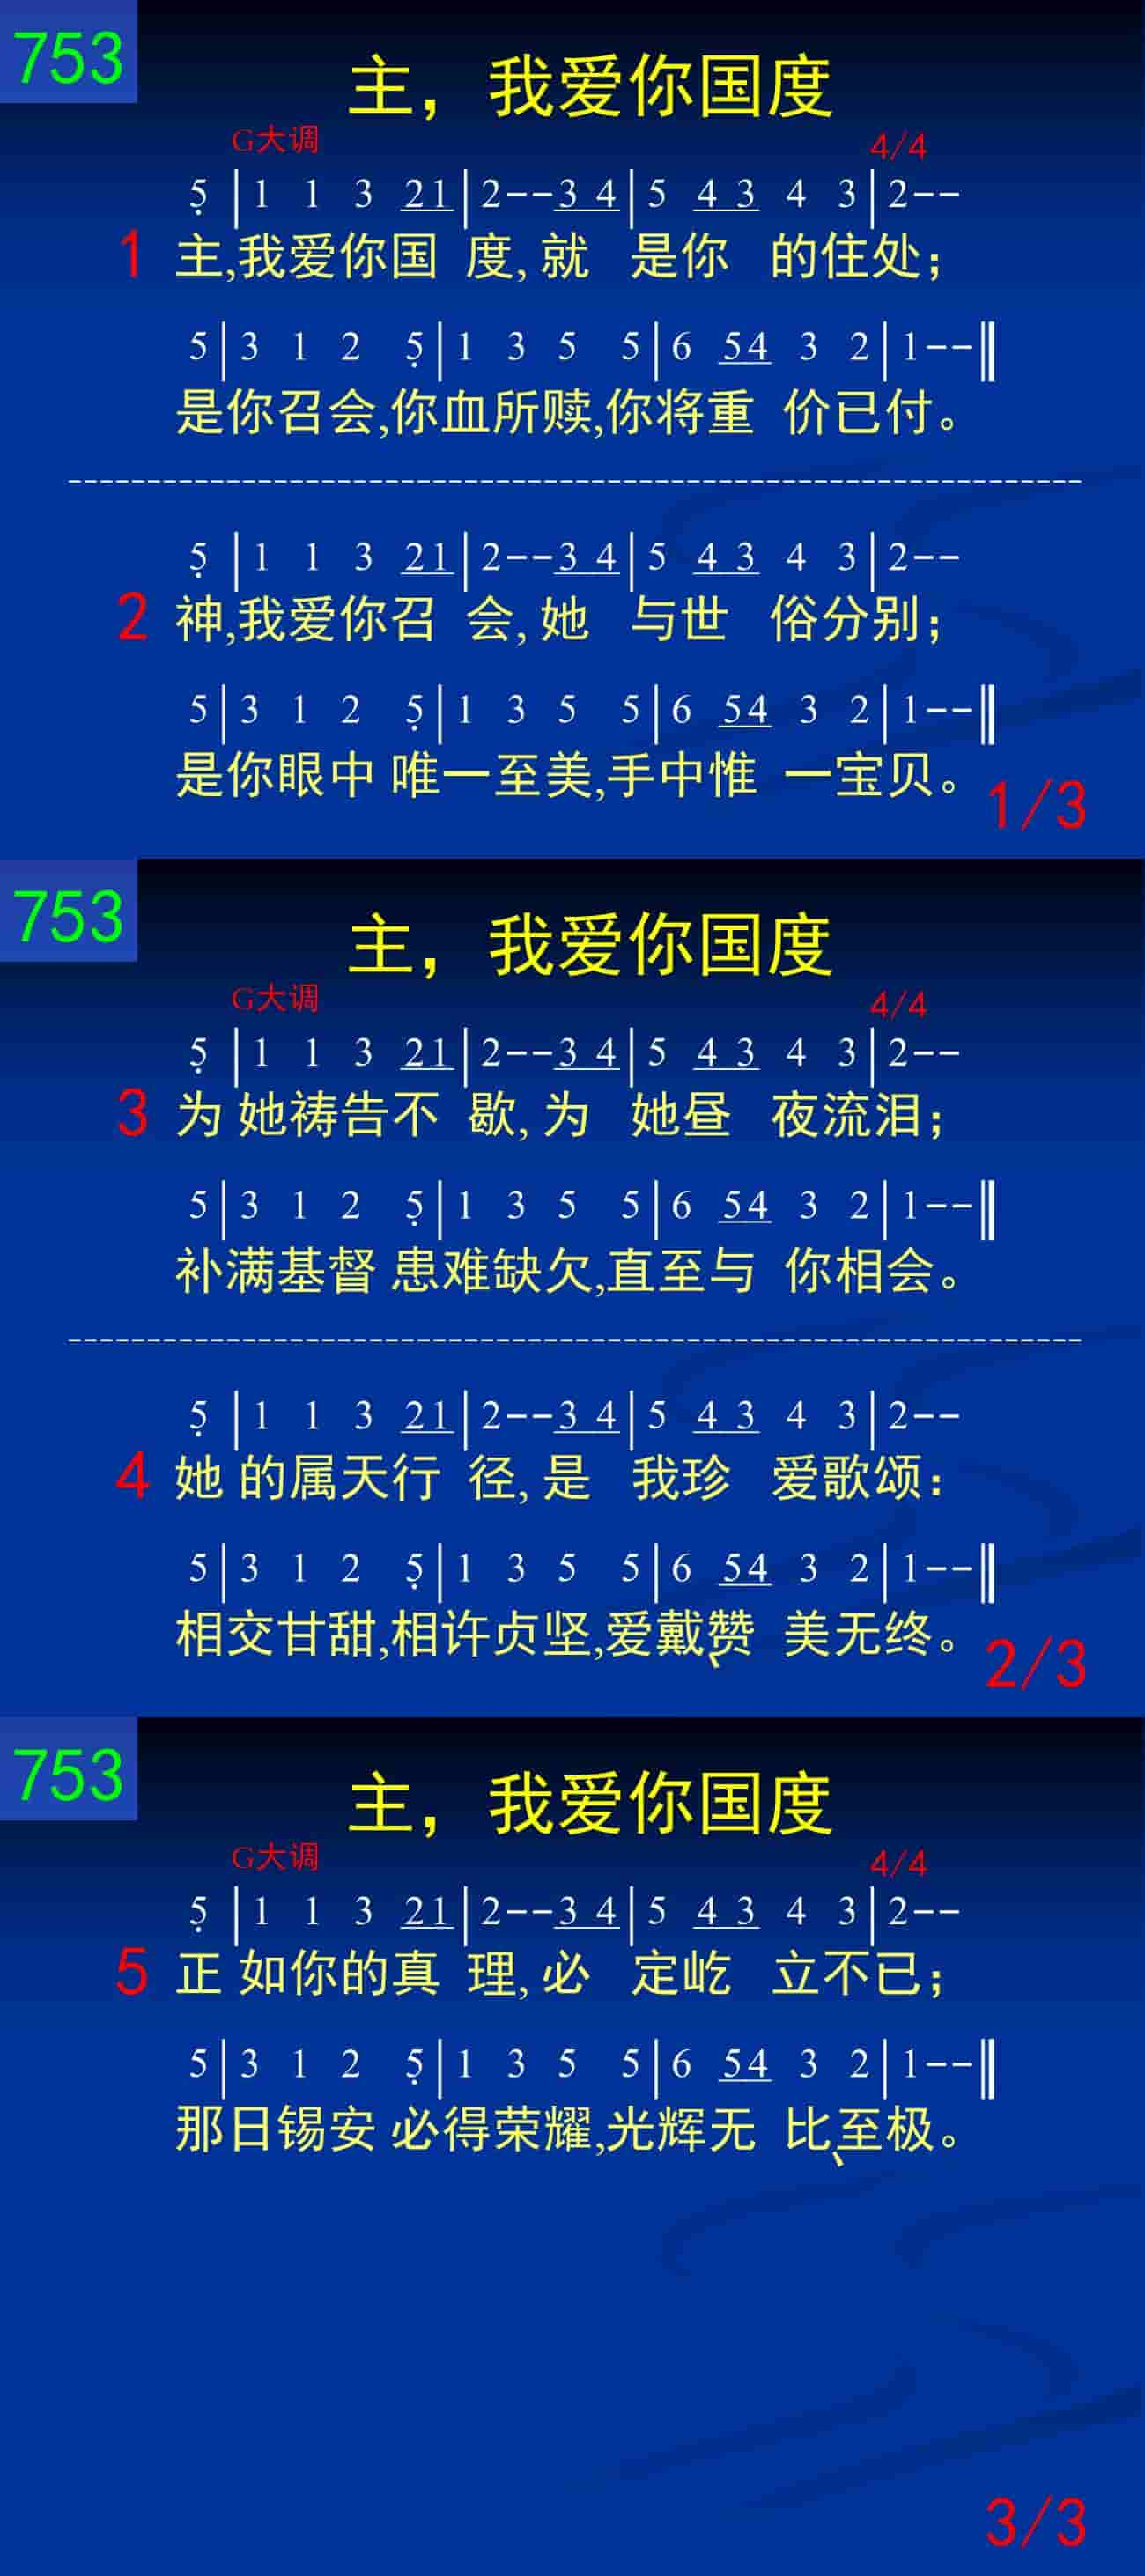 753
主，我爱你国度
G大调 4/4
5̣ | 1 1 3 21 | 2--3 4 | 5 4 3 4 3 | 2--
1 主,我爱你国 度, 就 是你 的住处；
5 | 3 1 2 5̣ | 1 3 5 5 | 6 54 3 2 | 1--‖
是你召会,你血所赎,你将重 价已付。
5̣ | 1 1 3 21 | 2--3 4 | 5 4 3 4 3 | 2--
2 神,我爱你召 会, 她 与世 俗分别；
5 | 3 1 2 5̣ | 1 3 5 5 | 6 54 3 2 | 1--‖
是你眼中 唯一至美,手中惟 一宝贝。
1/3
753
主，我爱你国度
G大调 4/4
5̣ | 1 1 3 21 | 2--3 4 | 5 4 3 4 3 | 2--
3 为 她祷告不 歇, 为 她昼 夜流泪；
5 | 3 1 2 5̣ | 1 3 5 5 | 6 54 3 2 | 1--‖
补满基督 患难缺欠,直至与 你相会。
5̣ | 1 1 3 21 | 2--3 4 | 5 4 3 4 3 | 2--
4 她 的属天行 径, 是 我珍 爱歌颂：
5 | 3 1 2 5̣ | 1 3 5 5 | 6 54 3 2 | 1--‖
相交甘甜,相许贞坚,爱戴、赞 美无终。
2/3
753
主，我爱你国度
G大调 4/4
5̣ | 1 1 3 21 | 2--3 4 | 5 4 3 4 3 | 2--
5 正 如你的真 理, 必 定屹 立不已；
5 | 3 1 2 5̣ | 1 3 5 5 | 6 54 3 2 | 1--‖
那日锡安 必得荣耀,光辉无 比、至极。
3/3